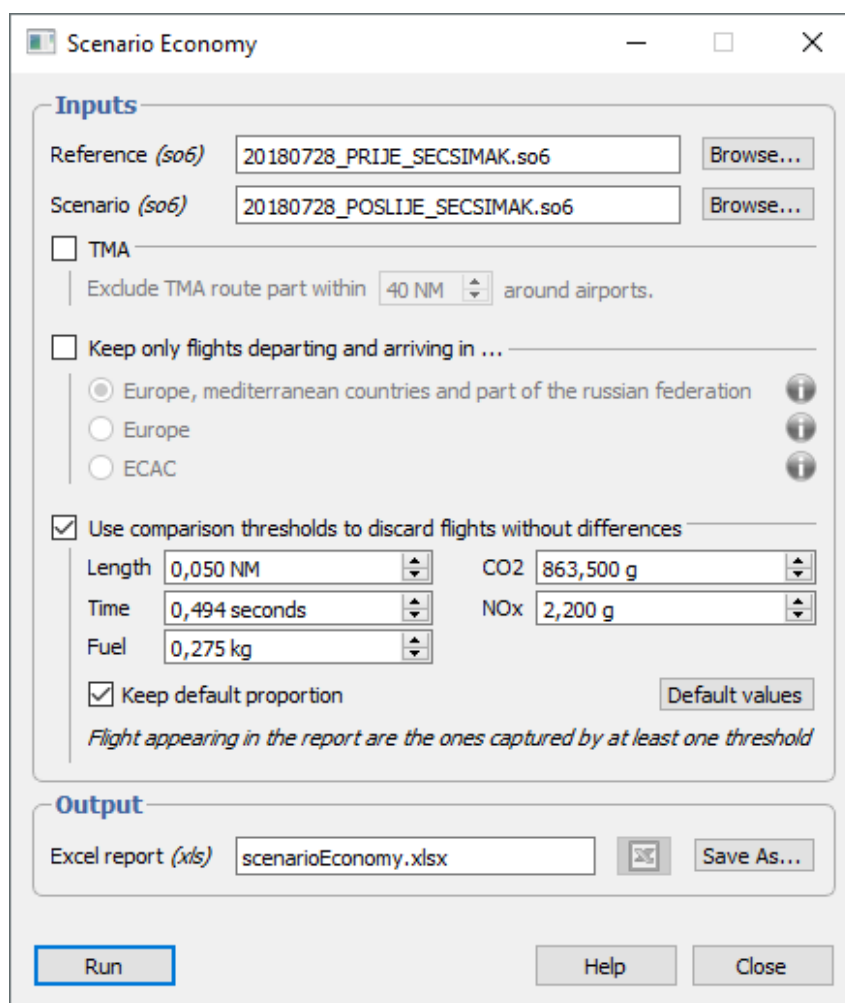 Scenario Economy
Inputs
Reference (so6) 20180728_PRIJE_SECSIMAK.so6 Browse...
Scenario (so6) 20180728_POSLIJE_SECSIMAK.so6 Browse...
TMA
Exclude TMA route part within 40 NM around airports.
Keep only flights departing and arriving in ...
Europe, mediterranean countries and part of the russian federation
Europe
ECAC
Use comparison thresholds to discard flights without differences
Length 0,050 NM CO2 863,500 g
Time 0,494 seconds NOx 2,200 g
Fuel 0,275 kg
Keep default proportion Default values
Flight appearing in the report are the ones captured by at least one threshold
Output
Excel report (xls) scenarioEconomy.xlsx Save As...
Run Help Close